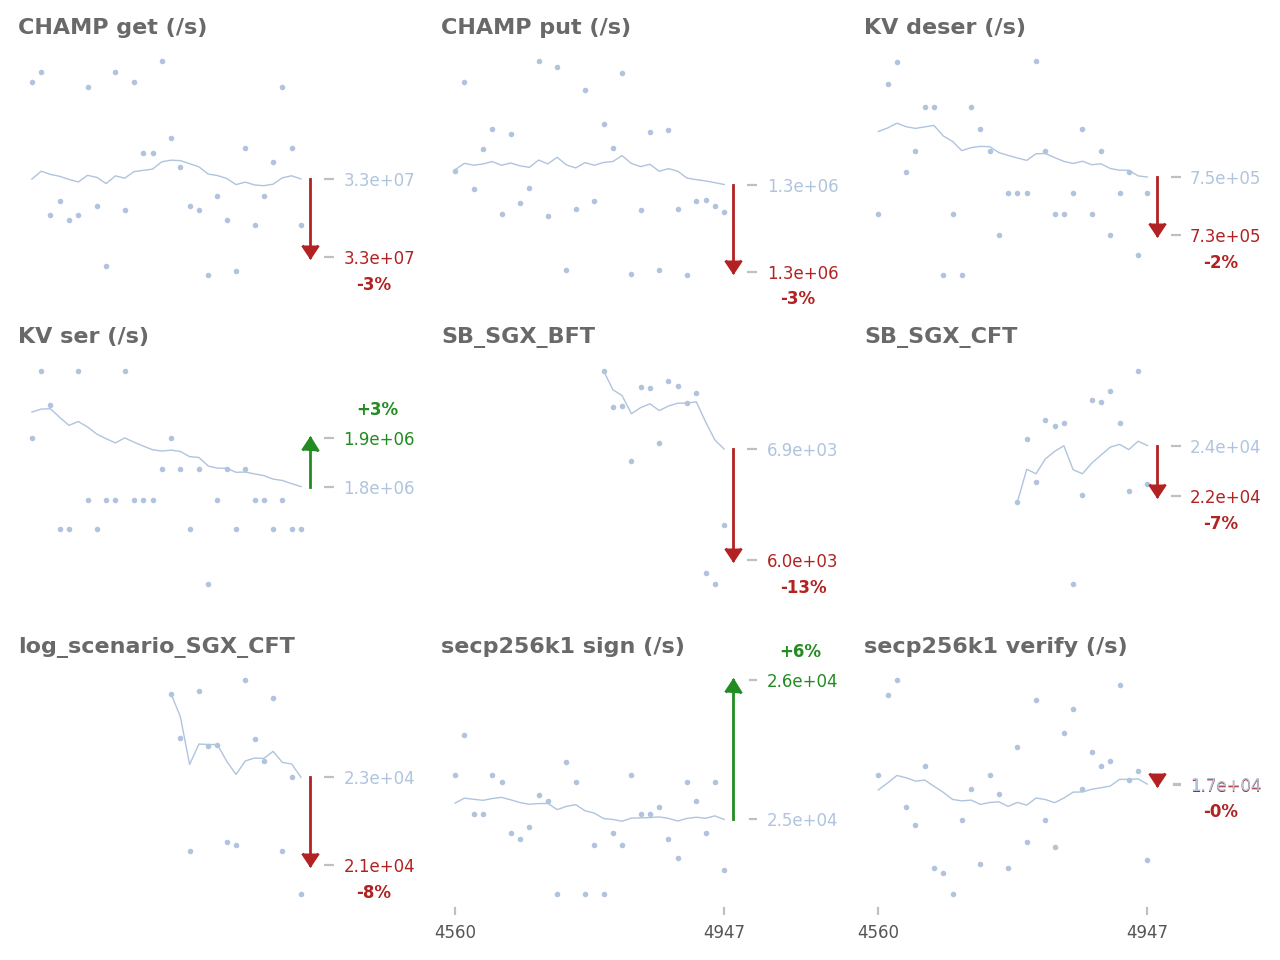 CHAMP get (/s)
3.3e+07
3.3e+07
-3%
CHAMP put (/s)
1.3e+06
1.3e+06
-3%
KV deser (/s)
7.5e+05
7.3e+05
-2%
KV ser (/s)
+3%
1.9e+06
1.8e+06
SB_SGX_BFT
6.9e+03
6.0e+03
-13%
SB_SGX_CFT
2.4e+04
2.2e+04
-7%
log_scenario_SGX_CFT
2.3e+04
2.1e+04
-8%
secp256k1 sign (/s)
+6%
2.6e+04
2.5e+04
4560
4947
secp256k1 verify (/s)
1.7e+04
-0%
4560
4947